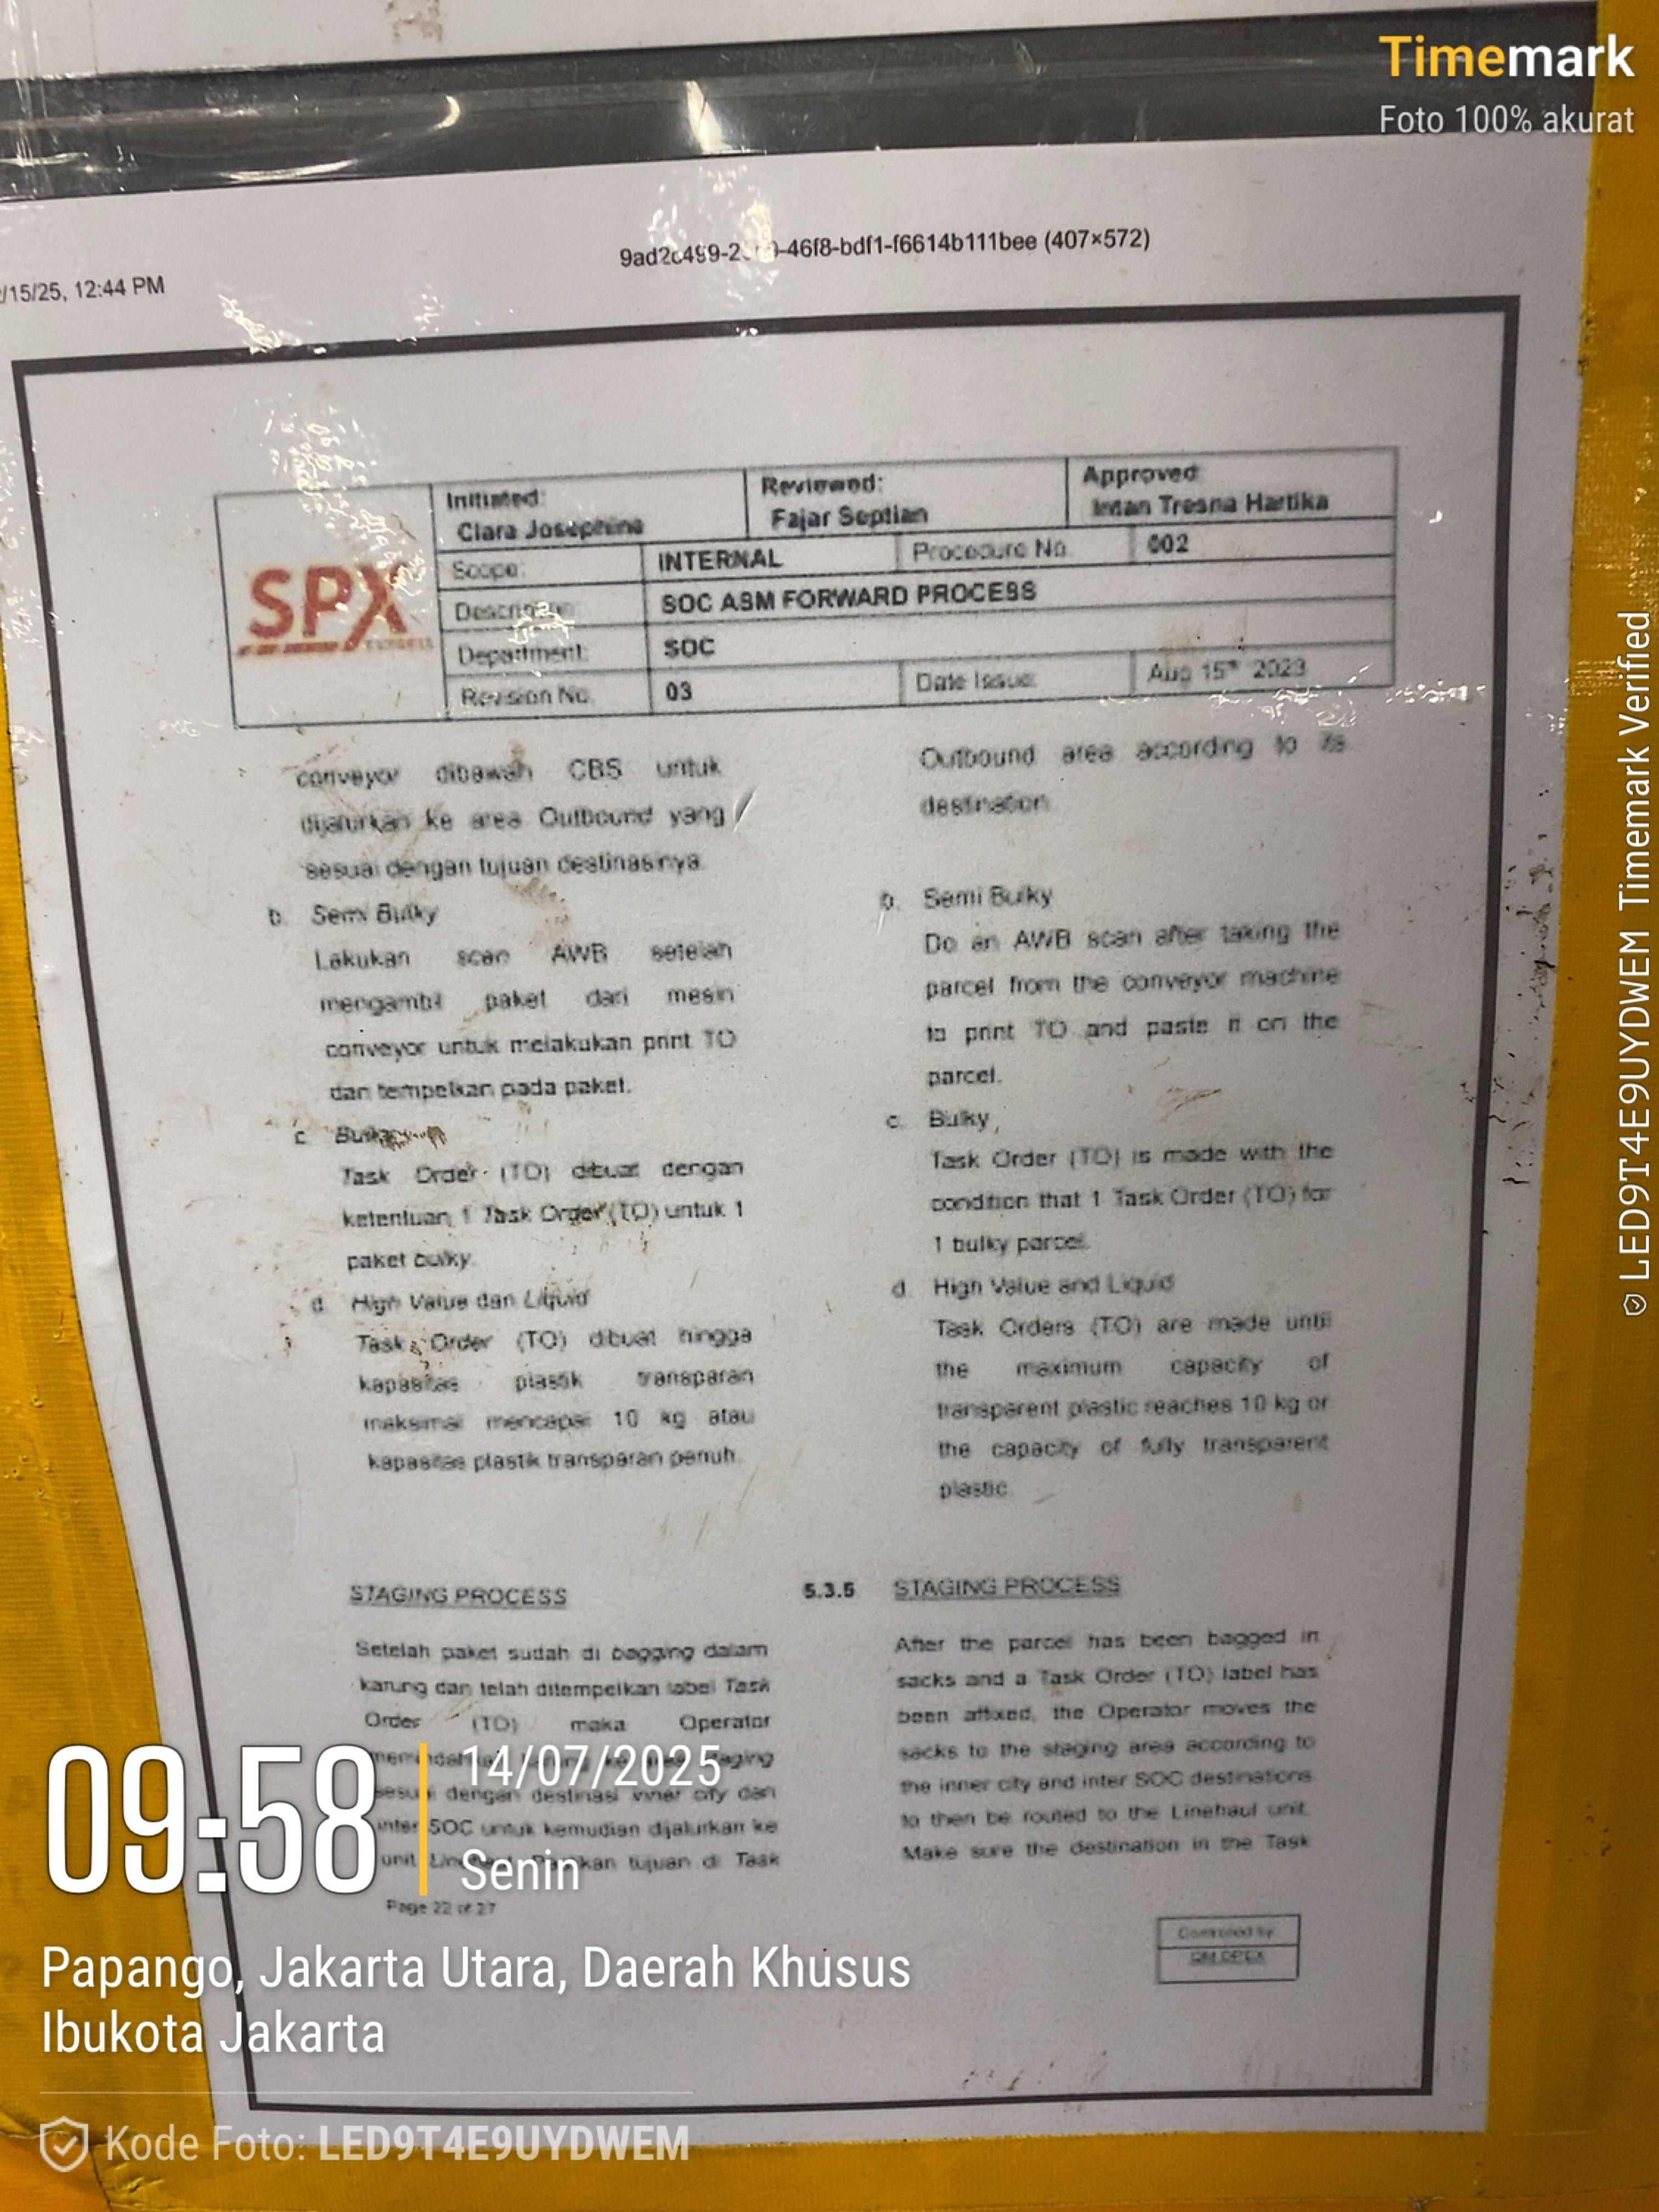 Timemark
Foto 100% akurat
/15/25, 12:44 PM
9ad2c499-2 -46f8-bdf1-f6614b111bee (407×572)
SPX
Initiated:
Clara Josephine
Reviewed:
Fajar Septian
Approved:
Intan Tresna Hartika
Scope:
INTERNAL
Procedure No
002
Description:
SOC ASM FORWARD PROCESS
Department:
SOC
Revision No.
03
Date Issue:
Aug 15th 2023
conveyor dibawah CBS untuk
dijalurkan ke area Outbound yang
sesuai dengan tujuan destinasinya.
b. Semi Bulky
Lakukan scan AWB setelah
mengambil paket dari mesin
conveyor untuk melakukan print TO
dan tempelkan pada paket.
c. Bulky
Task Order (TO) dibuat dengan
ketentuan 1 Task Order (TO) untuk 1
paket bulky.
d. High Value dan Liquid
Task Order (TO) dibuat hingga
kapasitas plastik transparan
maksimal mencapai 10 kg atau
kapasitas plastik transparan penuh.
STAGING PROCESS
Setelah paket sudah di bagging dalam
karung dan telah ditempelkan label Task
Order (TO) maka Operator
memindahkan staging
sesuai dengan destinasi inner city dan
inter SOC untuk kemudian dijalurkan ke
unit tujuan di Task
Page 22 of 27
Outbound area according to its
destination.
b. Semi Bulky
Do an AWB scan after taking the
parcel from the conveyor machine
to print TO and paste it on the
parcel.
c. Bulky
Task Order (TO) is made with the
condition that 1 Task Order (TO) for
1 bulky parcel.
d. High Value and Liquid
Task Orders (TO) are made until
the maximum capacity of
transparent plastic reaches 10 kg or
the capacity of fully transparent
plastic.
5.3.5 STAGING PROCESS
After the parcel has been bagged in
sacks and a Task Order (TO) label has
been affixed, the Operator moves the
sacks to the staging area according to
the inner city and inter SOC destinations
to then be routed to the Linehaul unit.
Make sure the destination in the Task
Controlled by
QM OPEX
09:58
14/07/2025
Senin
Papango, Jakarta Utara, Daerah Khusus
Ibukota Jakarta
Kode Foto: LED9T4E9UYDWEM
LED9T4E9UYDWEM Timemark Verified